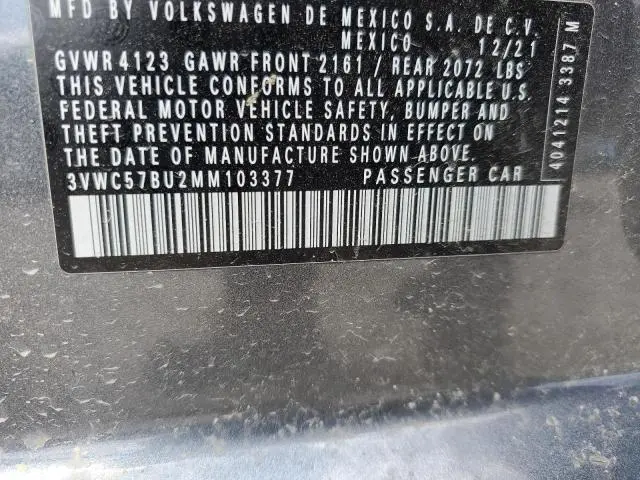 MFD BY VOLKSWAGEN DE MEXICO S.A. DE C.V.
MEXICO 12/21
GVWR 4123 GAWR FRONT 2161 / REAR 2072 LBS
THIS VEHICLE CONFORMS TO ALL APPLICABLE U.S.
FEDERAL MOTOR VEHICLE SAFETY, BUMPER AND
THEFT PREVENTION STANDARDS IN EFFECT ON
THE DATE OF MANUFACTURE SHOWN ABOVE.
3VWC57BU2MM103377 PASSENGER CAR
4041214 3387 M